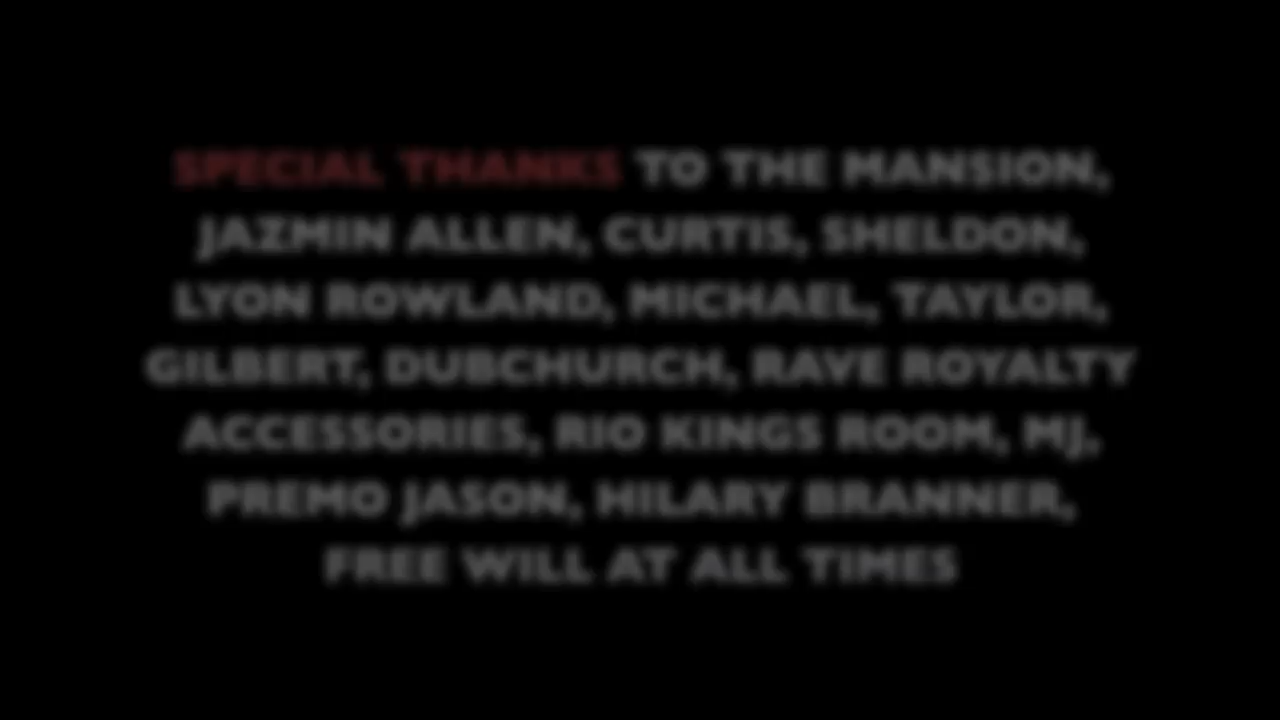 SPECIAL THANKS TO THE MANSION,
JAZMIN ALLEN, CURTIS, SHELDON,
LYON ROWLAND, MICHAEL, TAYLOR,
GILBERT, DUBCHURCH, RAVE ROYALTY
ACCESSORIES, RIO KINGS ROOM, MJ,
PREMO JASON, HILARY BRANNER,
FREE WILL AT ALL TIMES